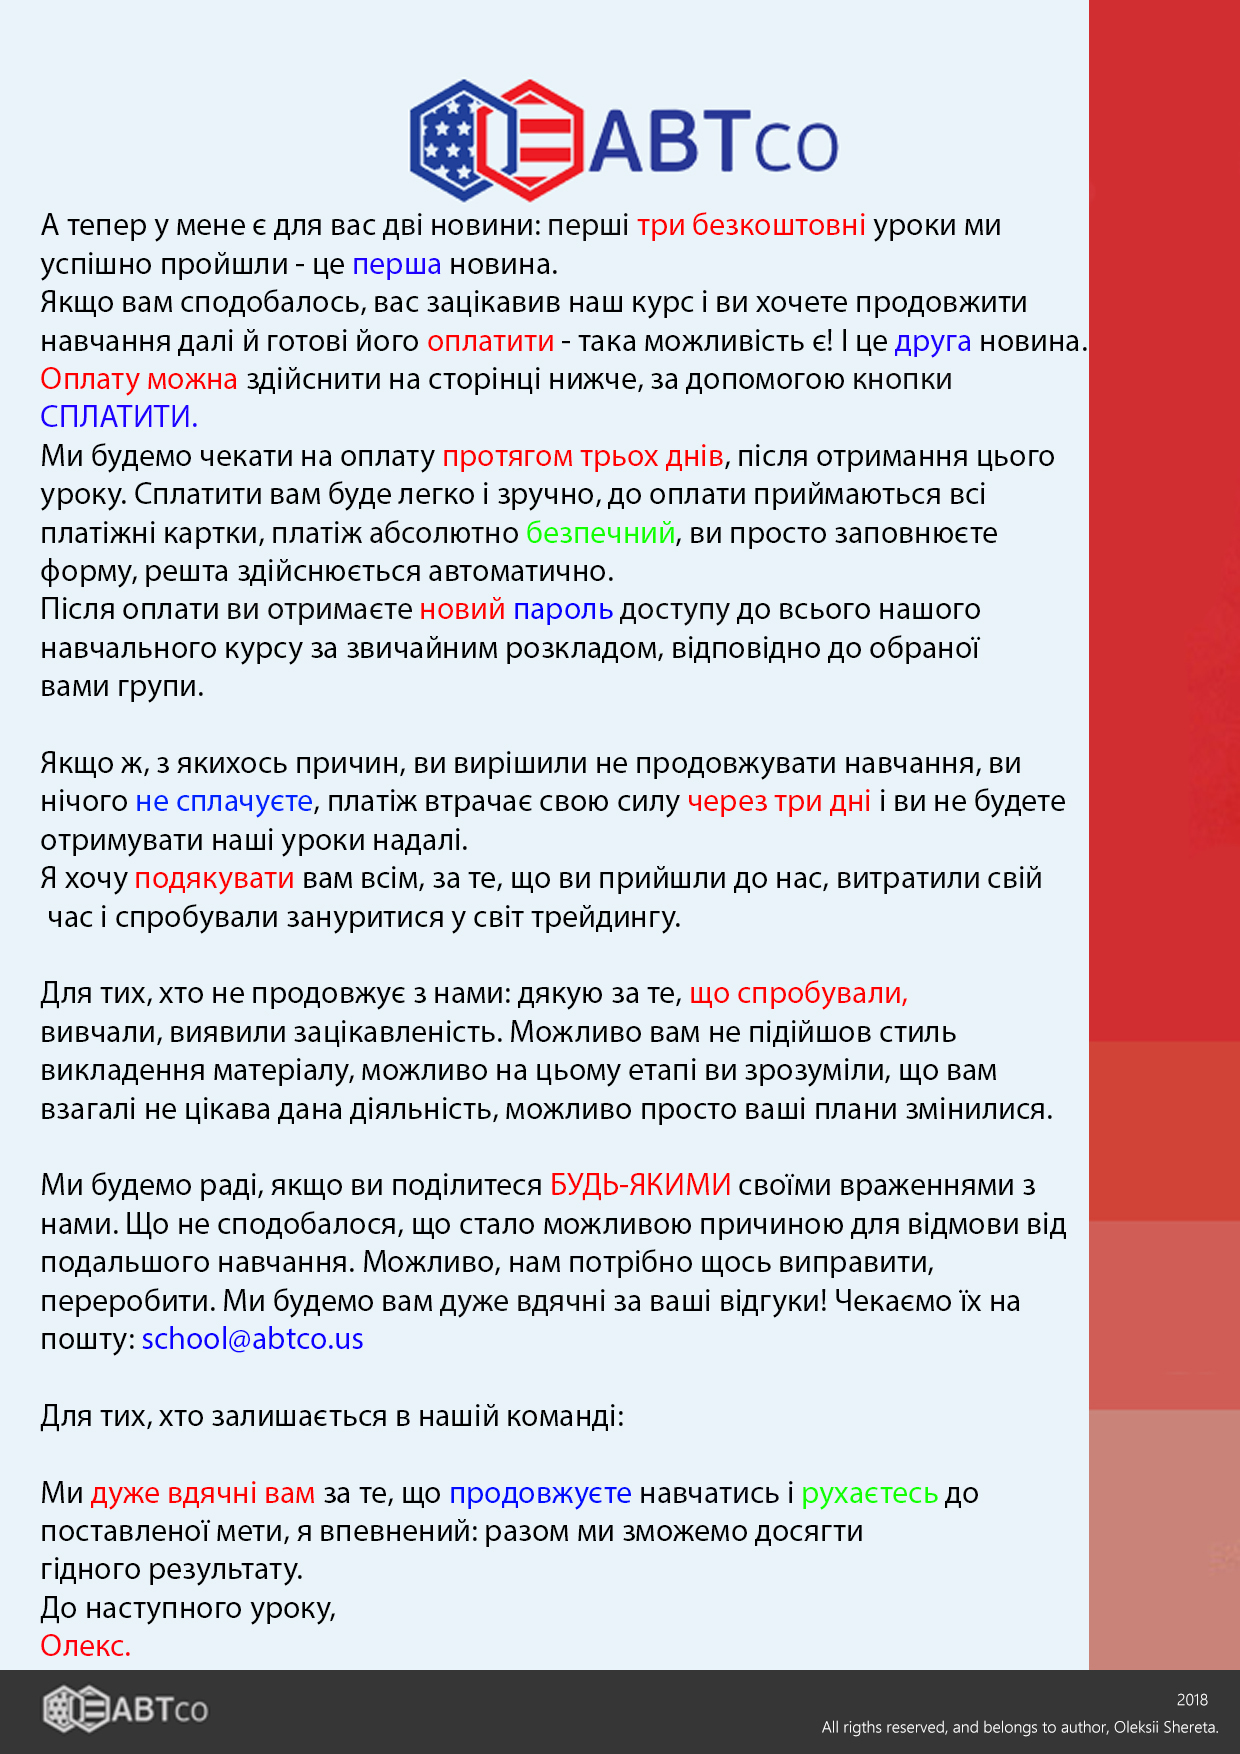 ABTCO
А тепер у мене є для вас дві новини: перші три безкоштовні уроки ми
успішно пройшли - це перша новина.
Якщо вам сподобалось, вас зацікавив наш курс і ви хочете продовжити
навчання далі й готові його оплатити - така можливість є! І це друга новина.
Оплату можна здійснити на сторінці нижче, за допомогою кнопки
СПЛАТИТИ.
Ми будемо чекати на оплату протягом трьох днів, після отримання цього
уроку. Сплатити вам буде легко і зручно, до оплати приймаються всі
платіжні картки, платіж абсолютно безпечний, ви просто заповнюєте
форму, решта здійснюється автоматично.
Після оплати ви отримаєте новий пароль доступу до всього нашого
навчального курсу за звичайним розкладом, відповідно до обраної
вами групи.
Якщо ж, з якихось причин, ви вирішили не продовжувати навчання, ви
нічого не сплачуєте, платіж втрачає свою силу через три дні і ви не будете
отримувати наші уроки надалі.
Я хочу подякувати вам всім, за те, що ви прийшли до нас, витратили свій
час і спробували зануритися у світ трейдингу.
Для тих, хто не продовжує з нами: дякую за те, що спробували,
вивчали, виявили зацікавленість. Можливо вам не підійшов стиль
викладення матеріалу, можливо на цьому етапі ви зрозуміли, що вам
взагалі не цікава дана діяльність, можливо просто ваші плани змінилися.
Ми будемо раді, якщо ви поділитеся БУДЬ-ЯКИМИ своїми враженнями з
нами. Що не сподобалося, що стало можливою причиною для відмови від
подальшого навчання. Можливо, нам потрібно щось виправити,
переробити. Ми будемо вам дуже вдячні за ваші відгуки! Чекаємо їх на
пошту: school@abtco.us
Для тих, хто залишається в нашій команді:
Ми дуже вдячні вам за те, що продовжуєте навчатись і рухаєтесь до
поставленої мети, я впевнений: разом ми зможемо досягти
гідного результату.
До наступного уроку,
Олекс.
ABTCO
2018
All rigths reserved, and belongs to author, Oleksii Shereta.